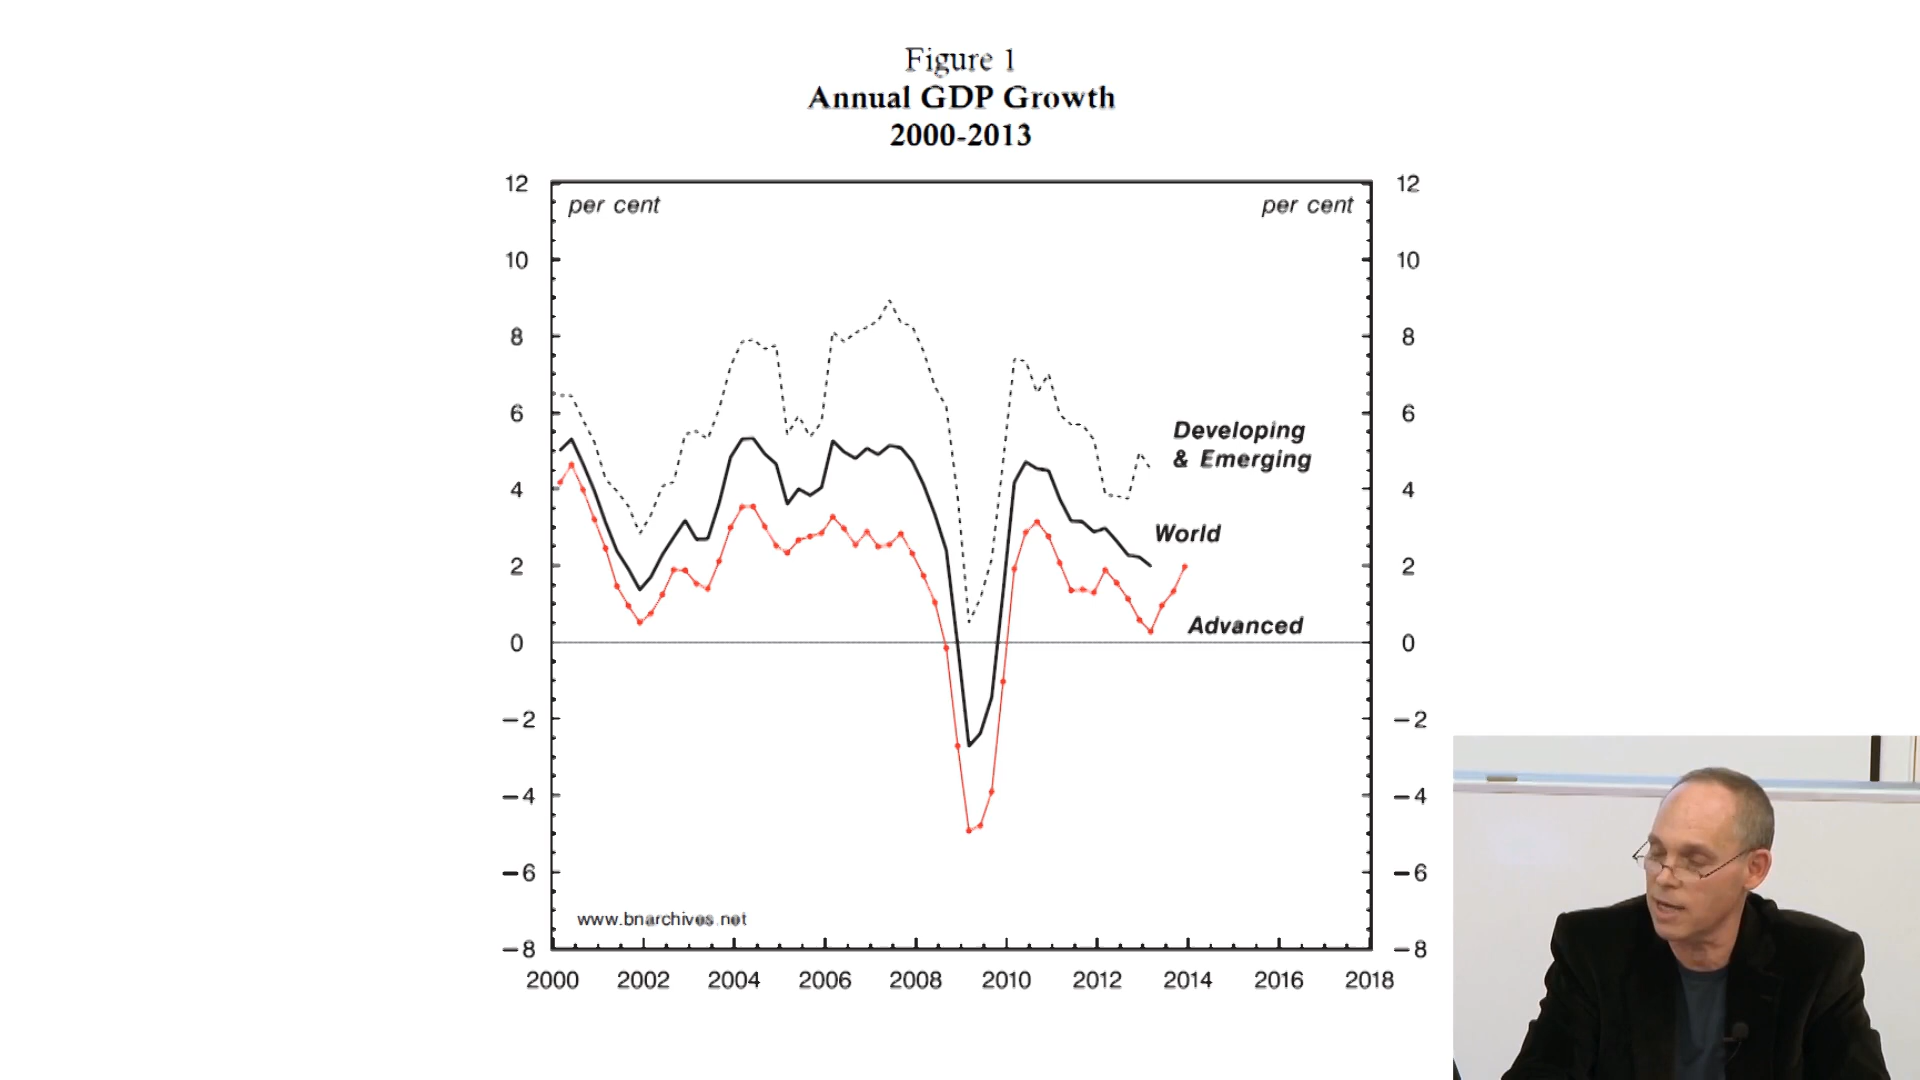 Figure 1
Annual GDP Growth
2000-2013
12
12
per cent
per cent
10
10
8
8
6
6
Developing
& Emerging
4
4
World
2
2
Advanced
0
0
−2
−2
−4
−4
−6
−6
www.bnarchives.net
−8
−8
2000 2002 2004 2006 2008 2010 2012 2014 2016 2018